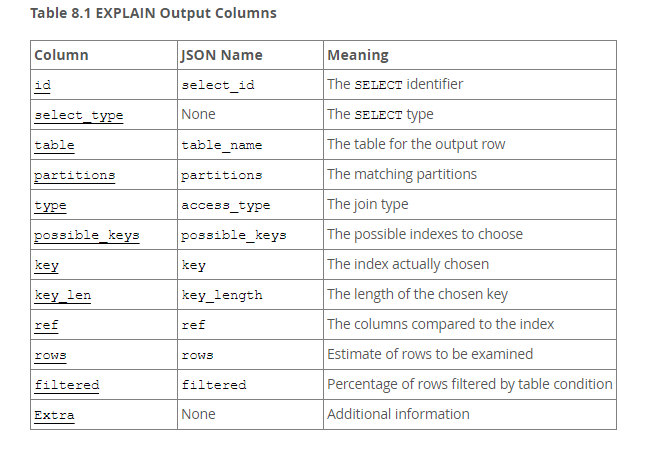 Table 8.1 EXPLAIN Output Columns
Column JSON Name Meaning
id select_id The SELECT identifier
select_type None The SELECT type
table table_name The table for the output row
partitions partitions The matching partitions
type access_type The join type
possible_keys possible_keys The possible indexes to choose
key key The index actually chosen
key_len key_length The length of the chosen key
ref ref The columns compared to the index
rows rows Estimate of rows to be examined
filtered filtered Percentage of rows filtered by table condition
Extra None Additional information